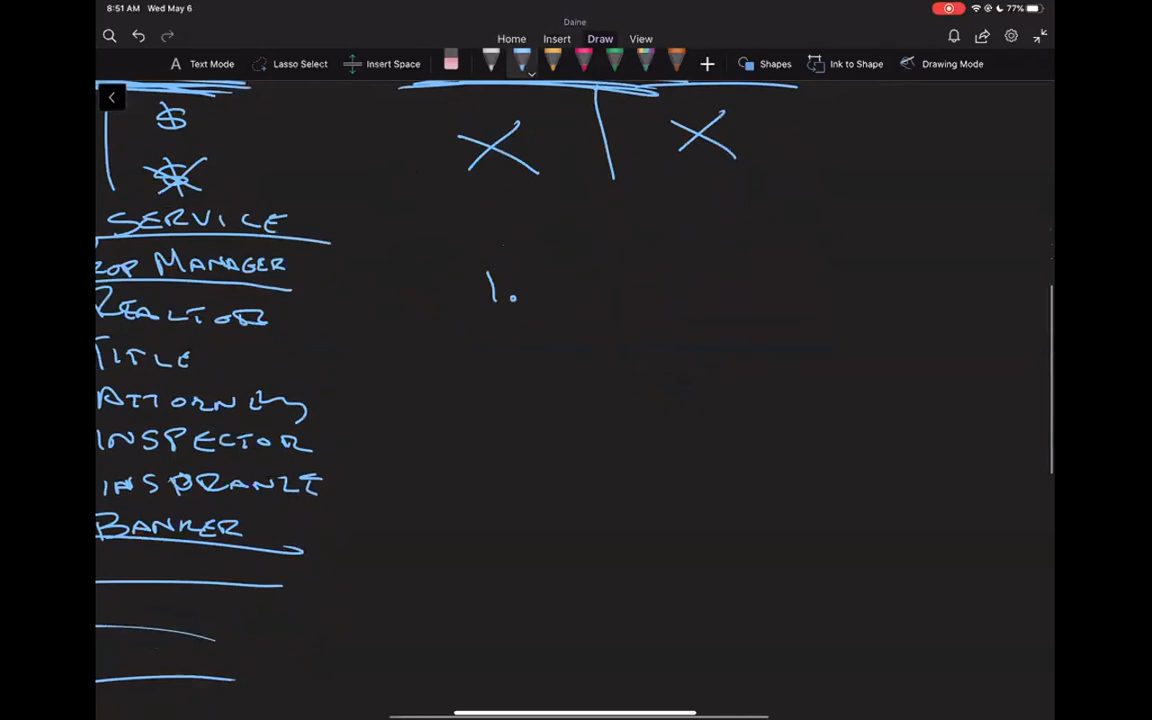 8:51 AM Wed May 6
77%
Daine
Home Insert Draw View
Text Mode Lasso Select Insert Space Shapes Ink to Shape Drawing Mode
$
$
X | X
SERVICE
MANAGER
REALTOR
1.
TITLE
ATTORNEY
INSPECTOR
INSURANCE
BANKER